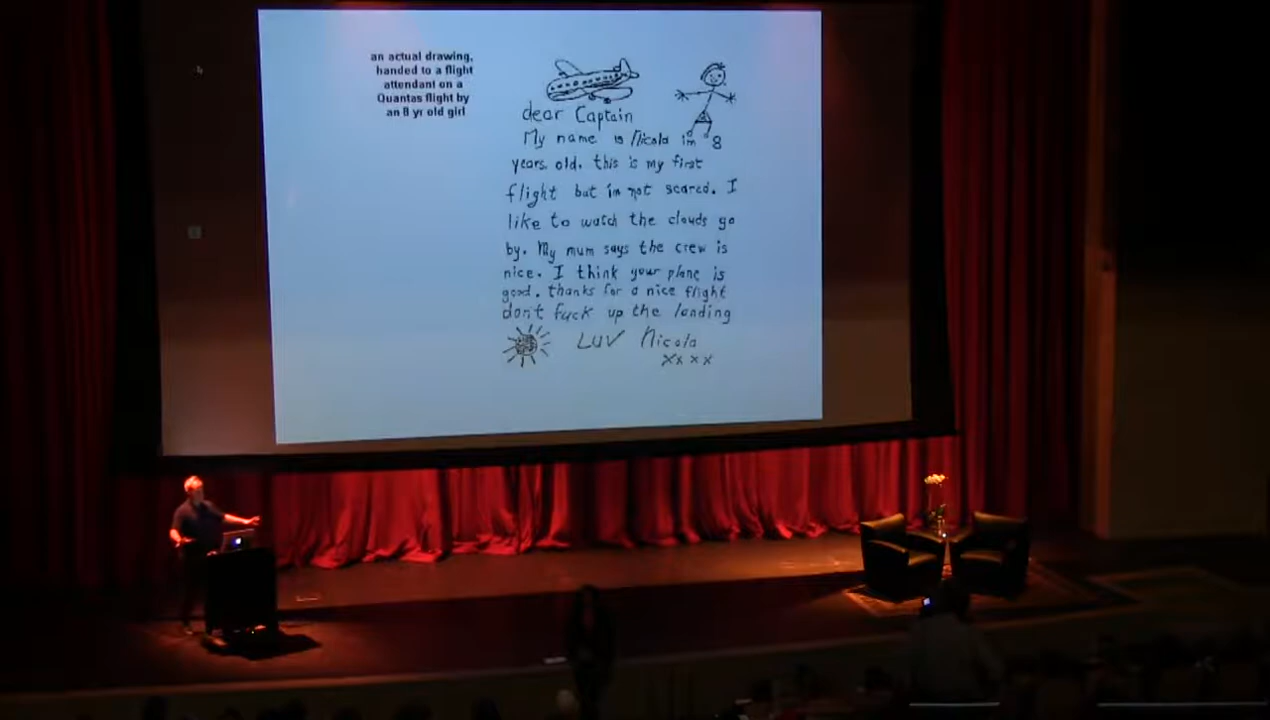 an actual drawing,
handed to a flight
attendant on a
Quantas flight by
an 8 yr old girl
dear Captain
My name is Nicola im 8
years old. this is my first
flight but im not scared. I
like to watch the clouds go
by. My mum says the crew is
nice. I think your plane is
good. thanks for a nice flight
don't fuck up the landing
Luv Nicola
xxxx